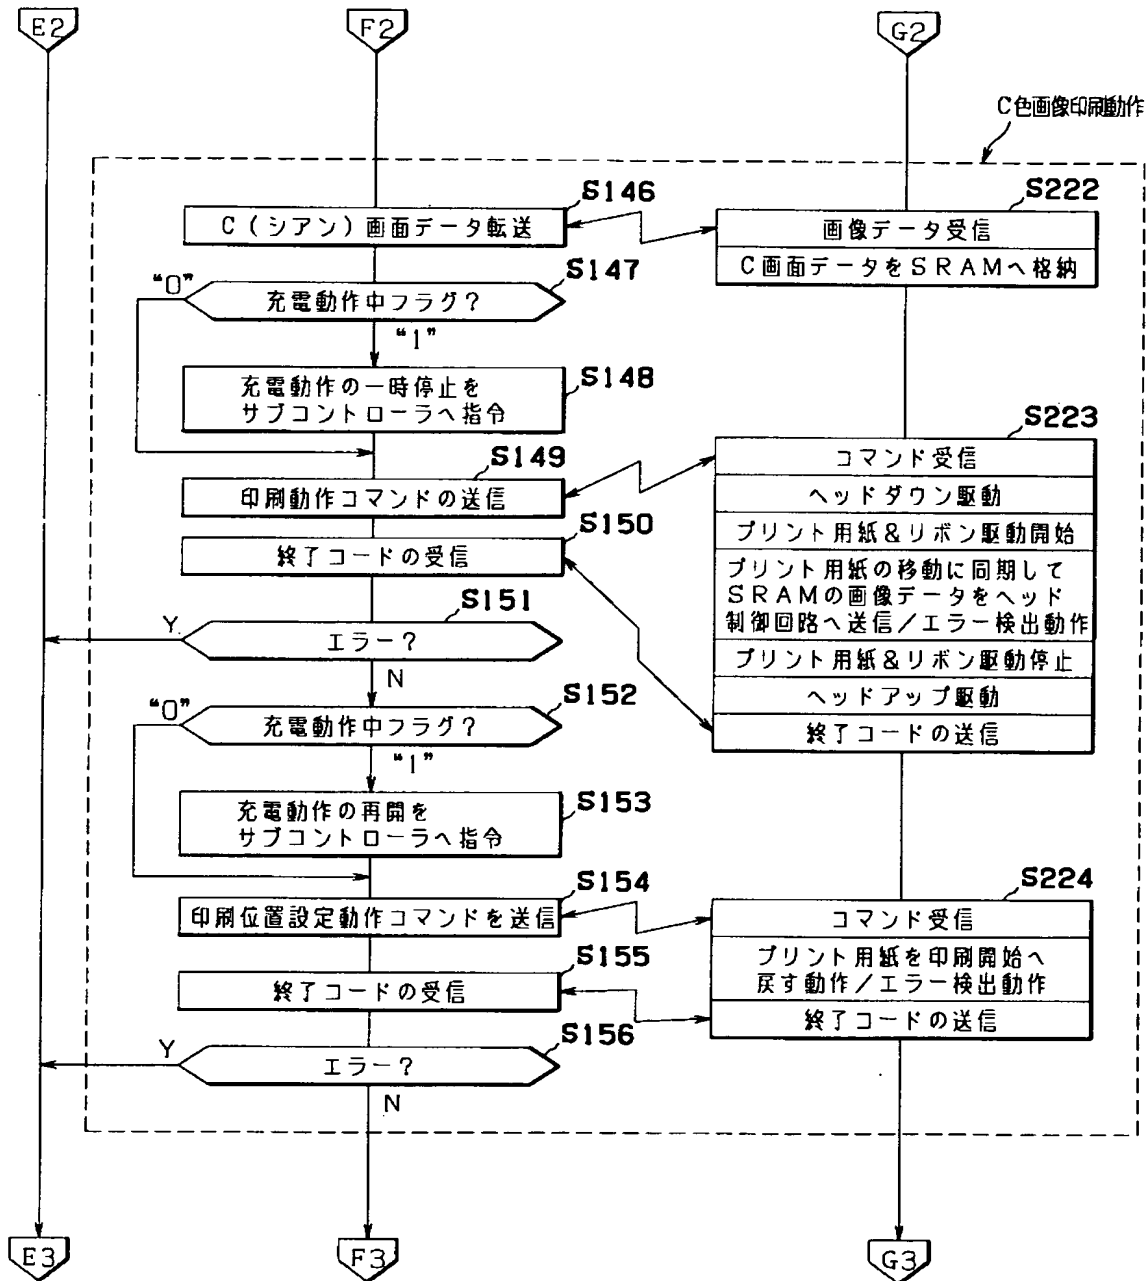 E2
F2
G2
C色画像印刷動作
S146
C(シアン)画面データ転送
S222
画像データ受信
C画面データをSRAMへ格納
S147
“0”
充電動作中フラグ?
“1”
S148
充電動作の一時停止を
サブコントローラへ指令
S149
印刷動作コマンドの送信
S223
コマンド受信
ヘッドダウン駆動
プリント用紙&リボン駆動開始
プリント用紙の移動に同期して
SRAMの画像データをヘッド
制御回路へ送信/エラー検出動作
プリント用紙&リボン駆動停止
ヘッドアップ駆動
終了コードの送信
S150
終了コードの受信
S151
Y
エラー?
N
S152
“0”
充電動作中フラグ?
“1”
S153
充電動作の再開を
サブコントローラへ指令
S154
印刷位置設定動作コマンドを送信
S224
コマンド受信
プリント用紙を印刷開始へ
戻す動作/エラー検出動作
終了コードの送信
S155
終了コードの受信
S156
Y
エラー?
N
E3
F3
G3